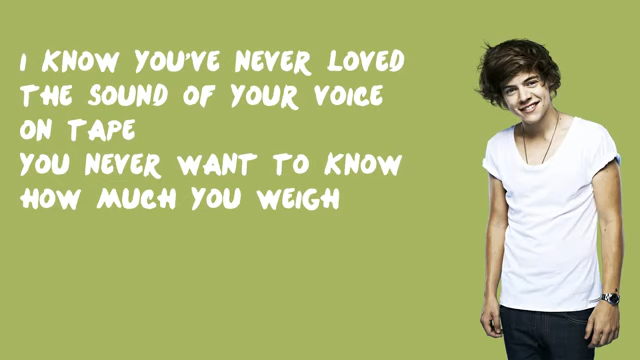 I KNOW YOU'VE NEVER LOVED
THE SOUND OF YOUR VOICE
ON TAPE
YOU NEVER WANT TO KNOW
HOW MUCH YOU WEIGH